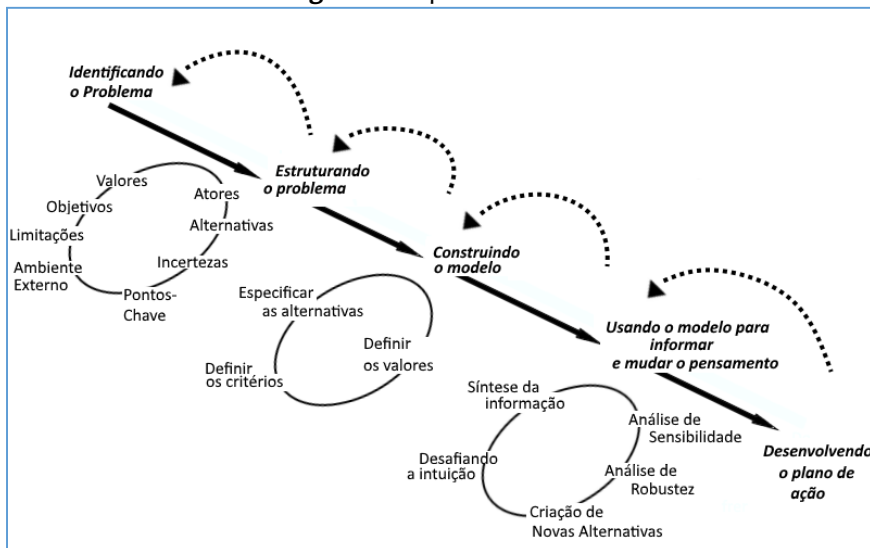 Identificando
o Problema
Estruturando
o problema
Valores
Atores
Objetivos
Alternativas
Limitações
Incertezas
Ambiente
Externo
Pontos-
Chave
Construindo
o modelo
Especificar
as alternativas
Definir
os valores
Definir
os critérios
Usando o modelo para
informar
e mudar o pensamento
Síntese da
informação
Análise de
Sensibilidade
Desafiando
a intuição
Análise de
Robustez
Criação de
Novas Alternativas
Desenvolvendo
o plano de
ação